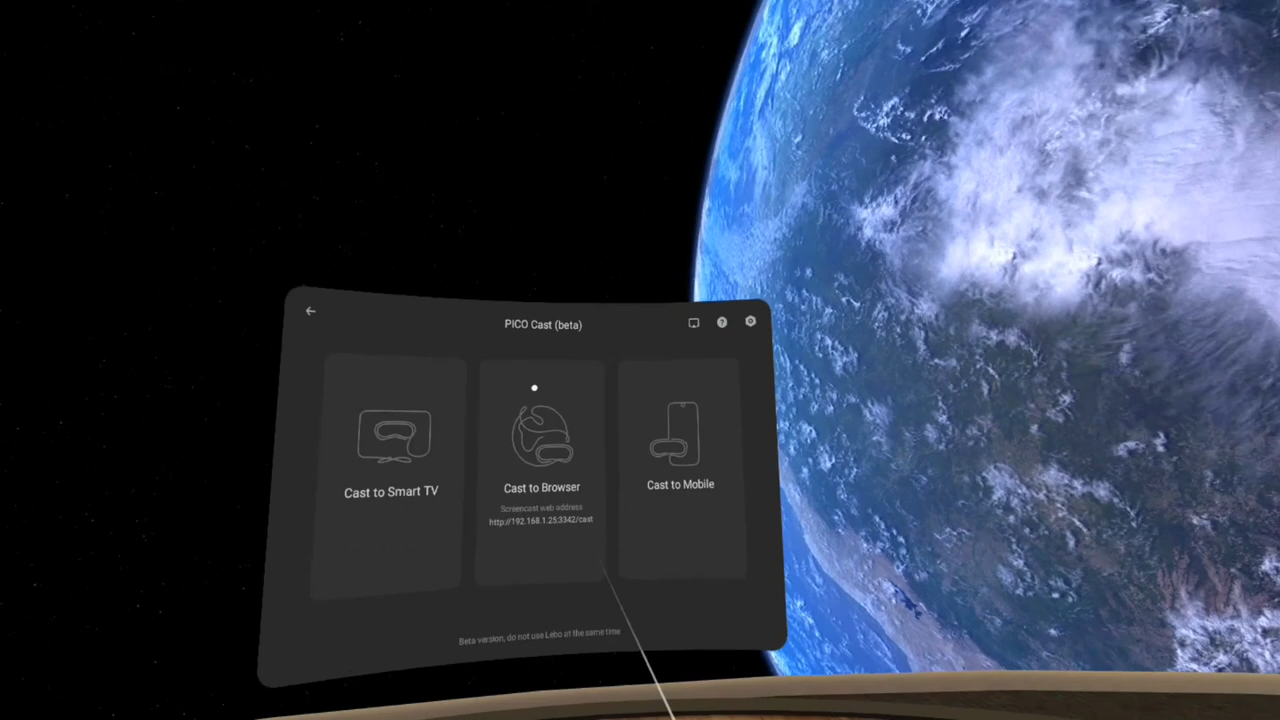 PICO Cast (beta)
Cast to Smart TV
Cast to Browser
Screencast web address
http://192.168.1.25:3342/cast
Cast to Mobile
Beta version, do not use Lebo at the same time